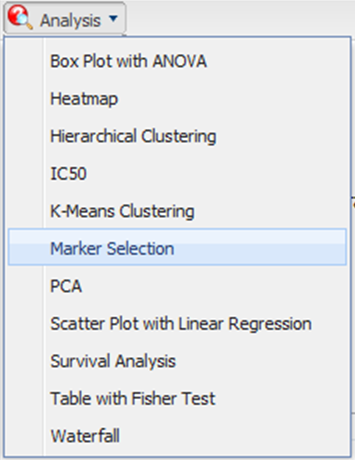 Analysis
Box Plot with ANOVA
Heatmap
Hierarchical Clustering
IC50
K-Means Clustering
Marker Selection
PCA
Scatter Plot with Linear Regression
Survival Analysis
Table with Fisher Test
Waterfall